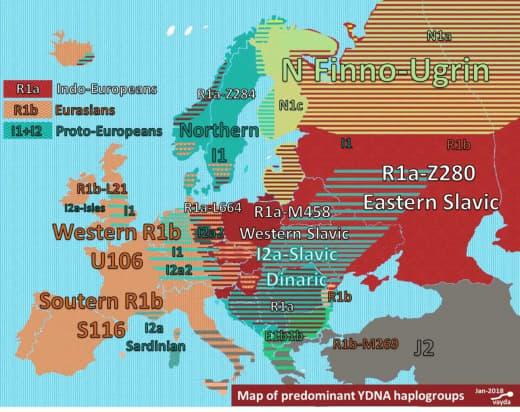 N1a
N Finno-Ugrin
R1a Indo-Europeans
R1a-Z284
N1c
R1b Eurasians
I1+I2 Proto-Europeans
Northern
I1
I1
R1b
R1a-Z280
Eastern Slavic
R1b-L21
I2a-Isles
I1
R1a-L664
R1a-M458
Western Slavic
Western R1b
U106
I2a2
I1
I2a2
I2a-Slavic
Dinaric
Soutern R1b
S116
R1a
R1b
I2a
Sardinian
E1b1b
R1b-M269
J2
Jan-2018
vayda
Map of predominant YDNA haplogroups